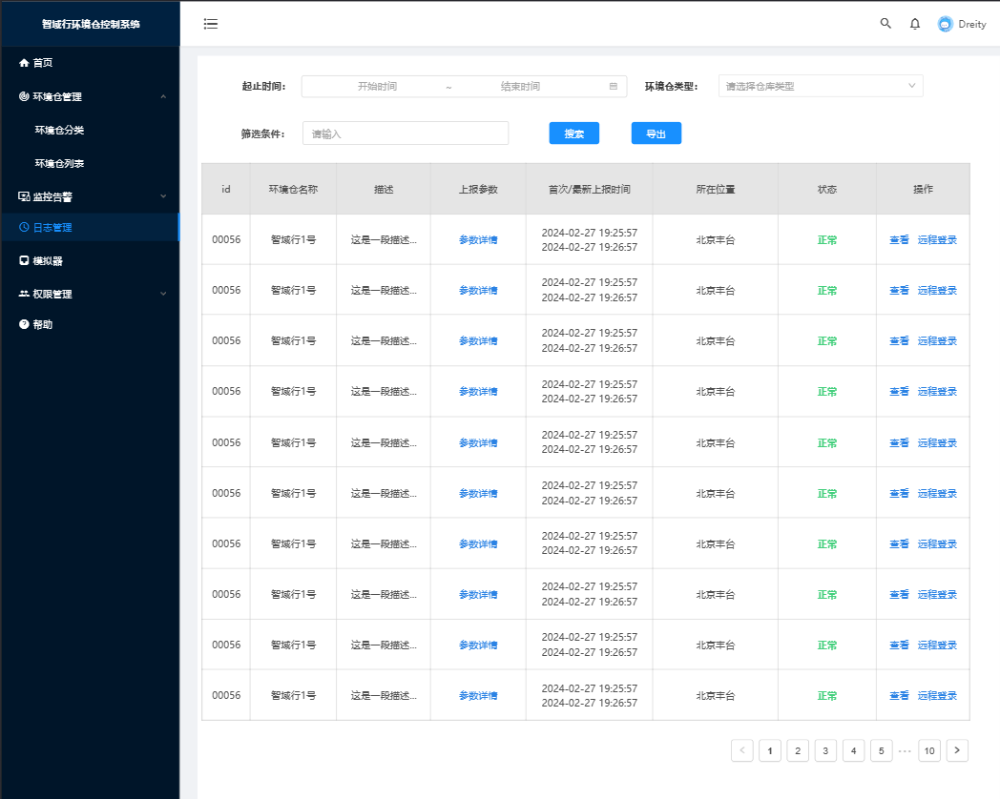 智域行环境仓控制系统
Dreity
首页
环境仓管理
环境仓分类
环境仓列表
监控告警
日志管理
模拟器
权限管理
帮助
起止时间： 开始时间 ~ 结束时间 环境仓类型： 请选择仓库类型
筛选条件： 请输入 搜索 导出
id 环境仓名称 描述 上报参数 首次/最新上报时间 所在位置 状态 操作
00056 智域行1号 这是一段描述... 参数详情 2024-02-27 19:25:57 北京丰台 正常 查看 远程登录
2024-02-27 19:26:57
00056 智域行1号 这是一段描述... 参数详情 2024-02-27 19:25:57 北京丰台 正常 查看 远程登录
2024-02-27 19:26:57
00056 智域行1号 这是一段描述... 参数详情 2024-02-27 19:25:57 北京丰台 正常 查看 远程登录
2024-02-27 19:26:57
00056 智域行1号 这是一段描述... 参数详情 2024-02-27 19:25:57 北京丰台 正常 查看 远程登录
2024-02-27 19:26:57
00056 智域行1号 这是一段描述... 参数详情 2024-02-27 19:25:57 北京丰台 正常 查看 远程登录
2024-02-27 19:26:57
00056 智域行1号 这是一段描述... 参数详情 2024-02-27 19:25:57 北京丰台 正常 查看 远程登录
2024-02-27 19:26:57
00056 智域行1号 这是一段描述... 参数详情 2024-02-27 19:25:57 北京丰台 正常 查看 远程登录
2024-02-27 19:26:57
00056 智域行1号 这是一段描述... 参数详情 2024-02-27 19:25:57 北京丰台 正常 查看 远程登录
2024-02-27 19:26:57
00056 智域行1号 这是一段描述... 参数详情 2024-02-27 19:25:57 北京丰台 正常 查看 远程登录
2024-02-27 19:26:57
00056 智域行1号 这是一段描述... 参数详情 2024-02-27 19:25:57 北京丰台 正常 查看 远程登录
2024-02-27 19:26:57
< 1 2 3 4 5 ··· 10 >